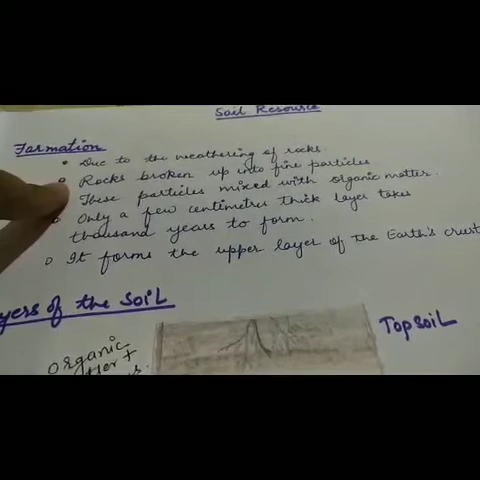 Soil Resource
Formation
Due to the weathering of rocks.
Rocks broken up into fine particles
These particles mixed with organic matter.
Only a few centimetres thick layer takes
thousand years to form.
It forms the upper layer of the Earth's crust
yers of the Soil
Topsoil
Organic